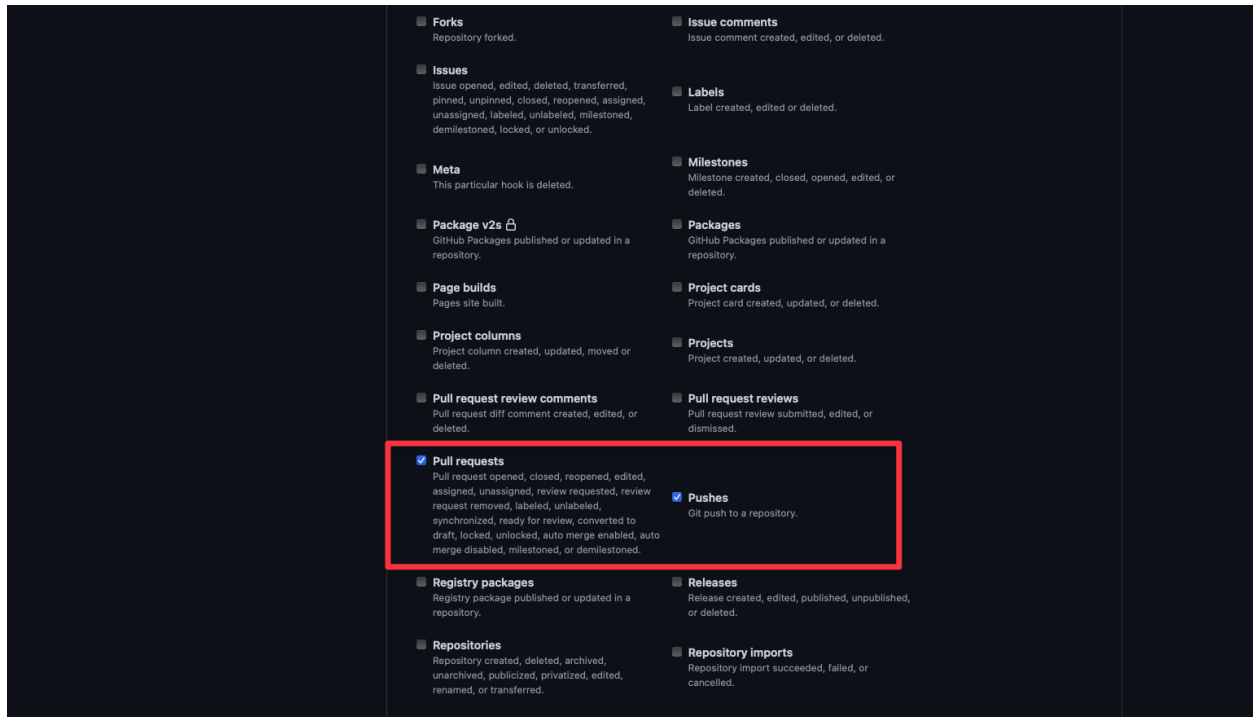 Forks
Repository forked.
Issue comments
Issue comment created, edited, or deleted.
Issues
Issue opened, edited, deleted, transferred,
pinned, unpinned, closed, reopened, assigned,
unassigned, labeled, unlabeled, milestoned,
demilestoned, locked, or unlocked.
Labels
Label created, edited or deleted.
Meta
This particular hook is deleted.
Milestones
Milestone created, closed, opened, edited, or
deleted.
Package v2s
GitHub Packages published or updated in a
repository.
Packages
GitHub Packages published or updated in a
repository.
Page builds
Pages site built.
Project cards
Project card created, updated, or deleted.
Project columns
Project column created, updated, moved or
deleted.
Projects
Project created, updated, or deleted.
Pull request review comments
Pull request diff comment created, edited, or
deleted.
Pull request reviews
Pull request review submitted, edited, or
dismissed.
Pull requests
Pull request opened, closed, reopened, edited,
assigned, unassigned, review requested, review
request removed, labeled, unlabeled,
synchronized, ready for review, converted to
draft, locked, unlocked, auto merge enabled, auto
merge disabled, milestoned, or demilestoned.
Pushes
Git push to a repository.
Registry packages
Registry package published or updated in a
repository.
Releases
Release created, edited, published, unpublished,
or deleted.
Repositories
Repository created, deleted, archived,
unarchived, publicized, privatized, edited,
renamed, or transferred.
Repository imports
Repository import succeeded, failed, or
cancelled.